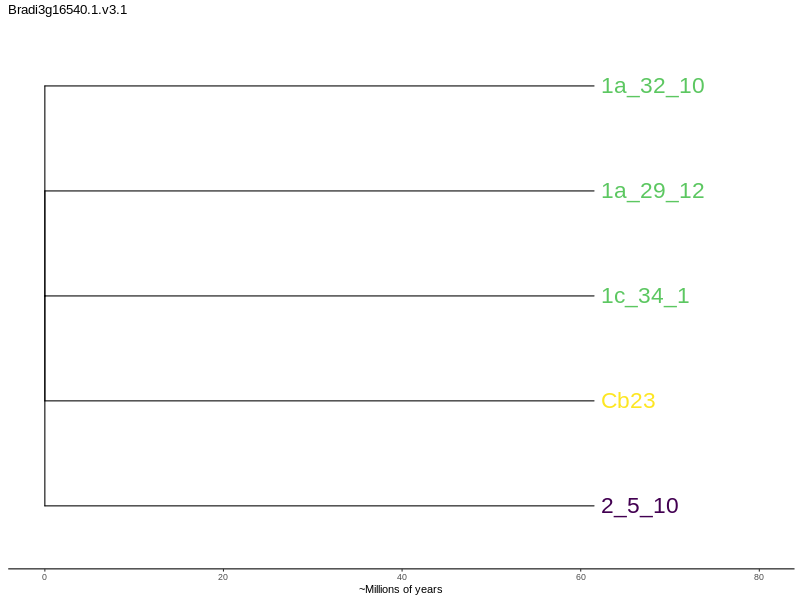 Bradi3g16540.1.v3.1
1a_32_10
1a_29_12
1c_34_1
Cb23
2_5_10
0 20 40 60 80
~Millions of years